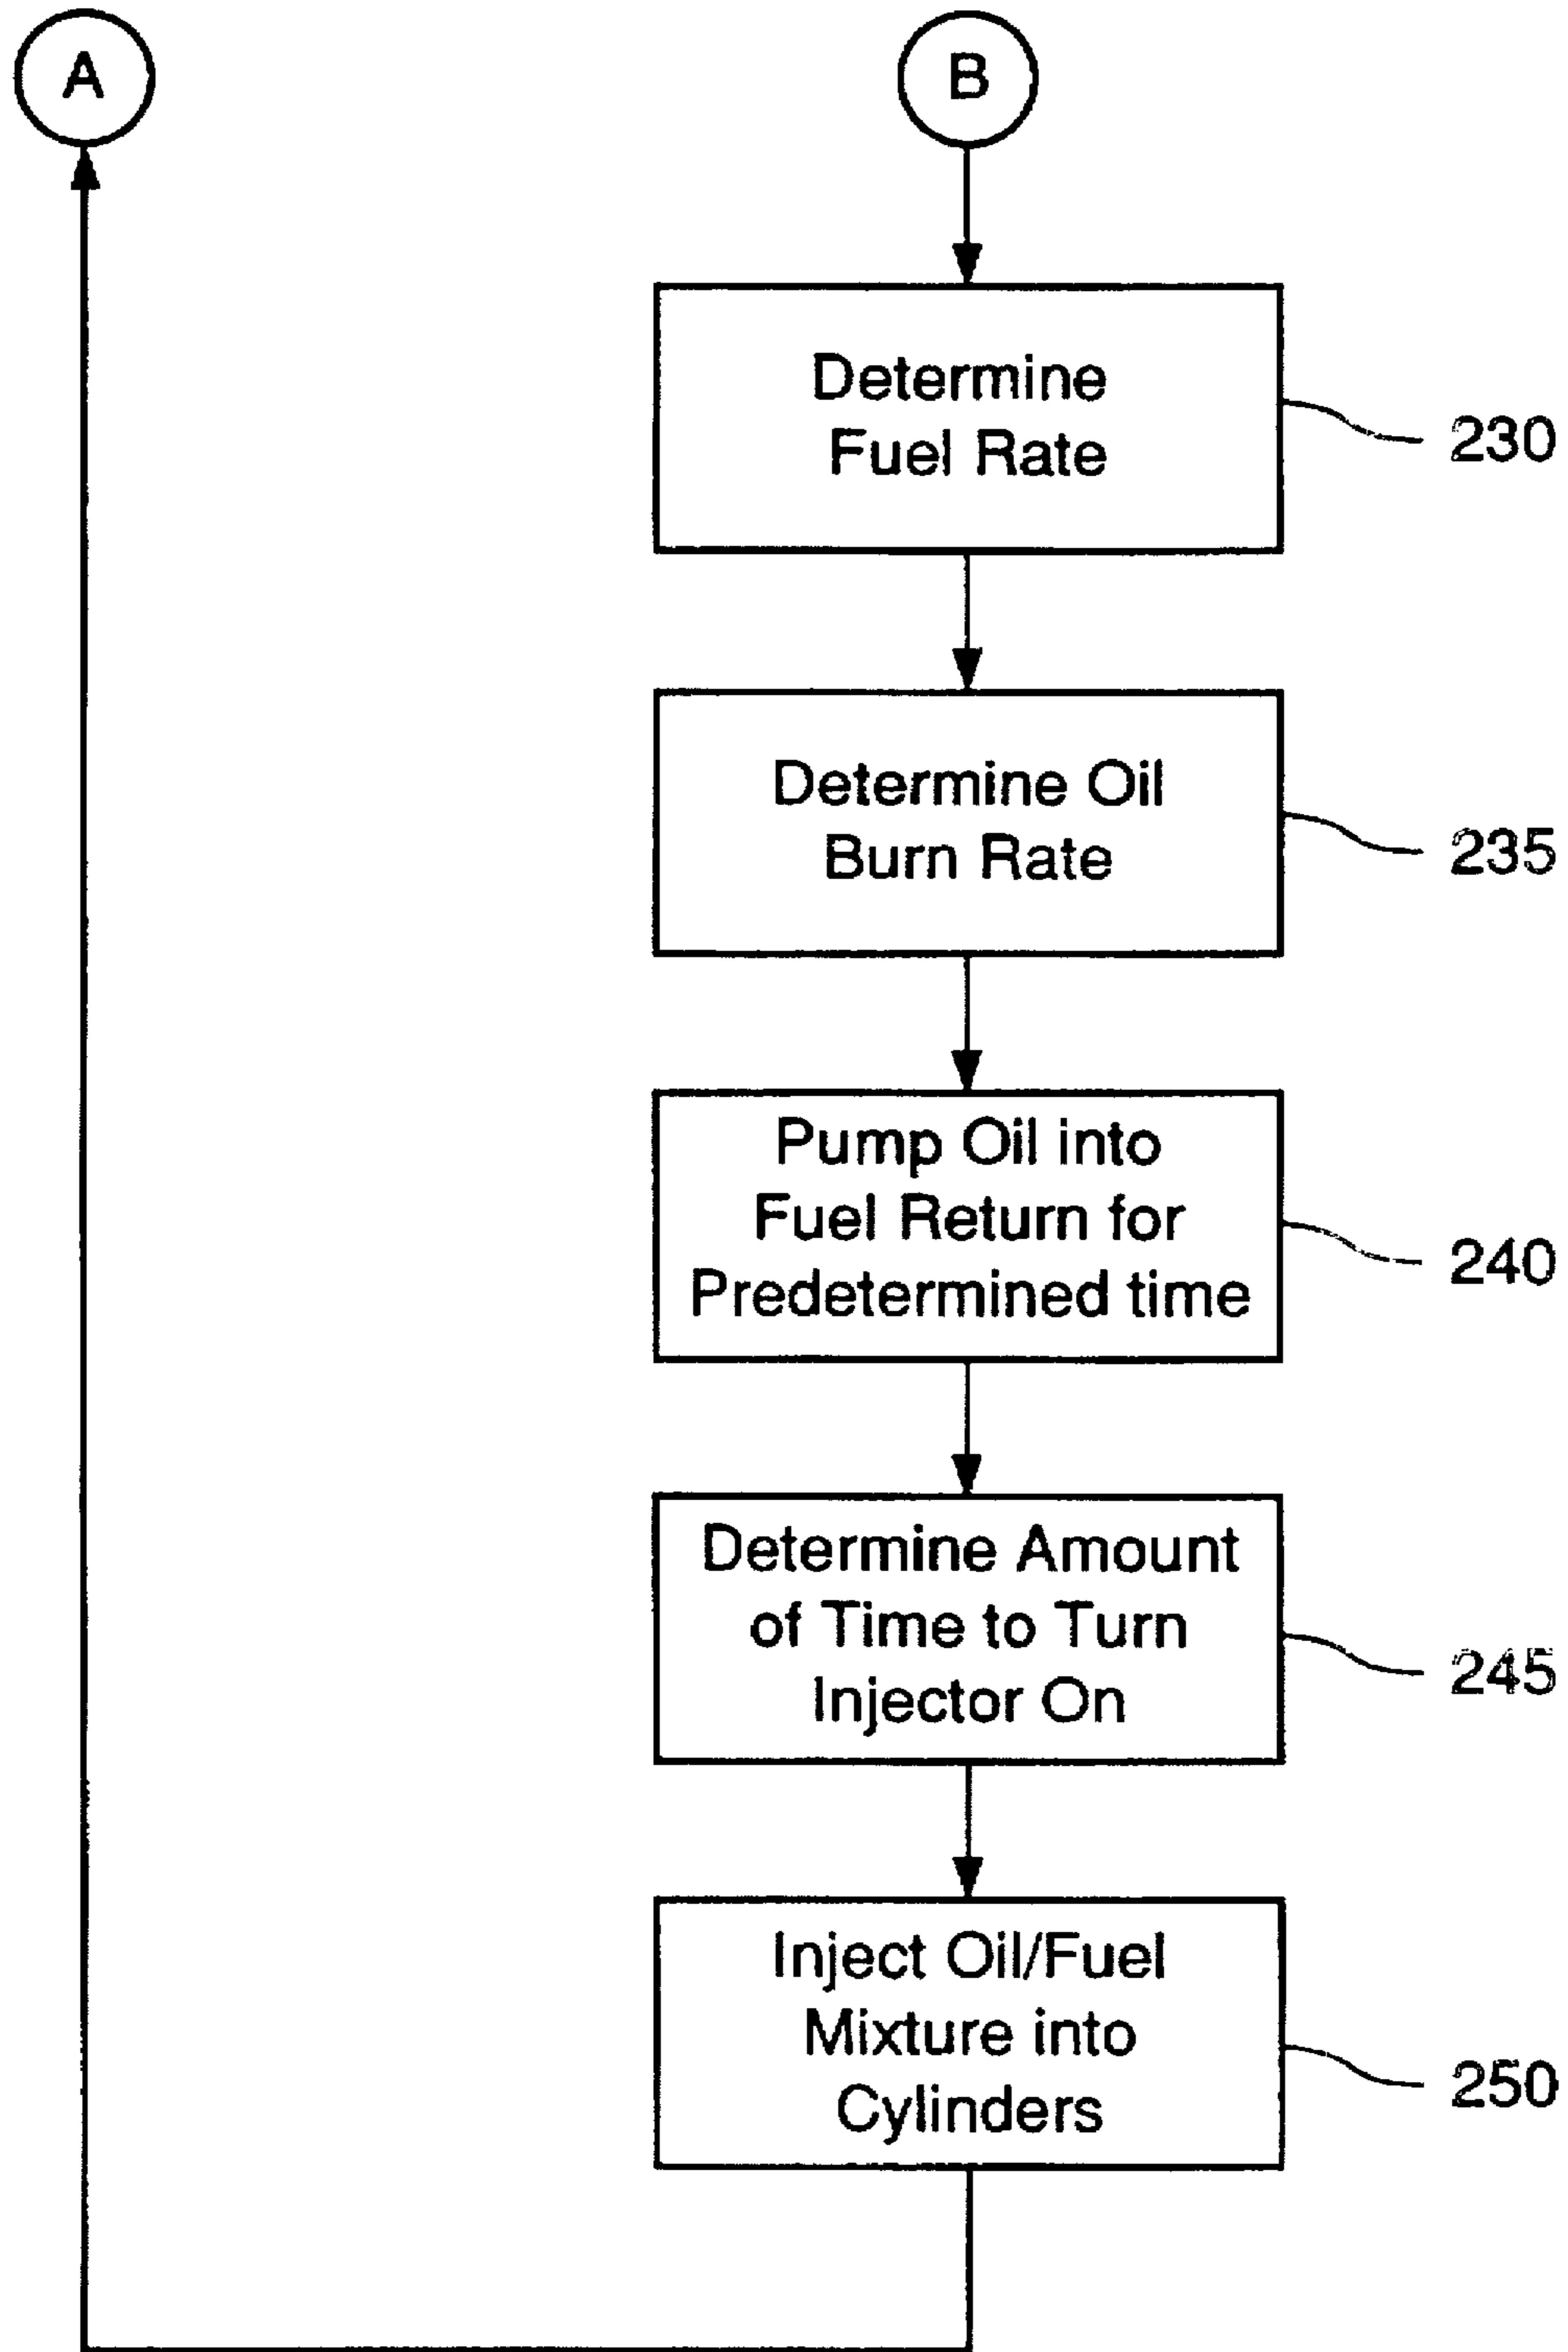 A
B
Determine
Fuel Rate
230
Determine Oil
Burn Rate
235
Pump Oil into
Fuel Return for
Predetermined time
240
Determine Amount
of Time to Turn
Injector On
245
Inject Oil/Fuel
Mixture into
Cylinders
250